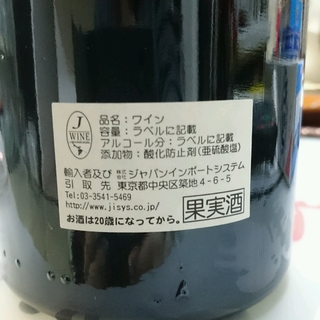 J
WINE
品名：ワイン
容量：ラベルに記載
アルコール分：ラベルに記載
添加物：酸化防止剤(亜硫酸塩)
輸入者及び 株式会社 ジャパンインポートシステム
引取先 東京都中央区築地4-6-5
Tel：03-3541-5469
http://www.jisys.co.jp/
お酒は20歳になってから。
果実酒